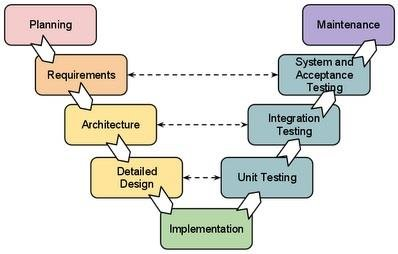 Planning
Maintenance
Requirements
System and
Acceptance
Testing
Architecture
Integration
Testing
Detailed
Design
Unit Testing
Implementation